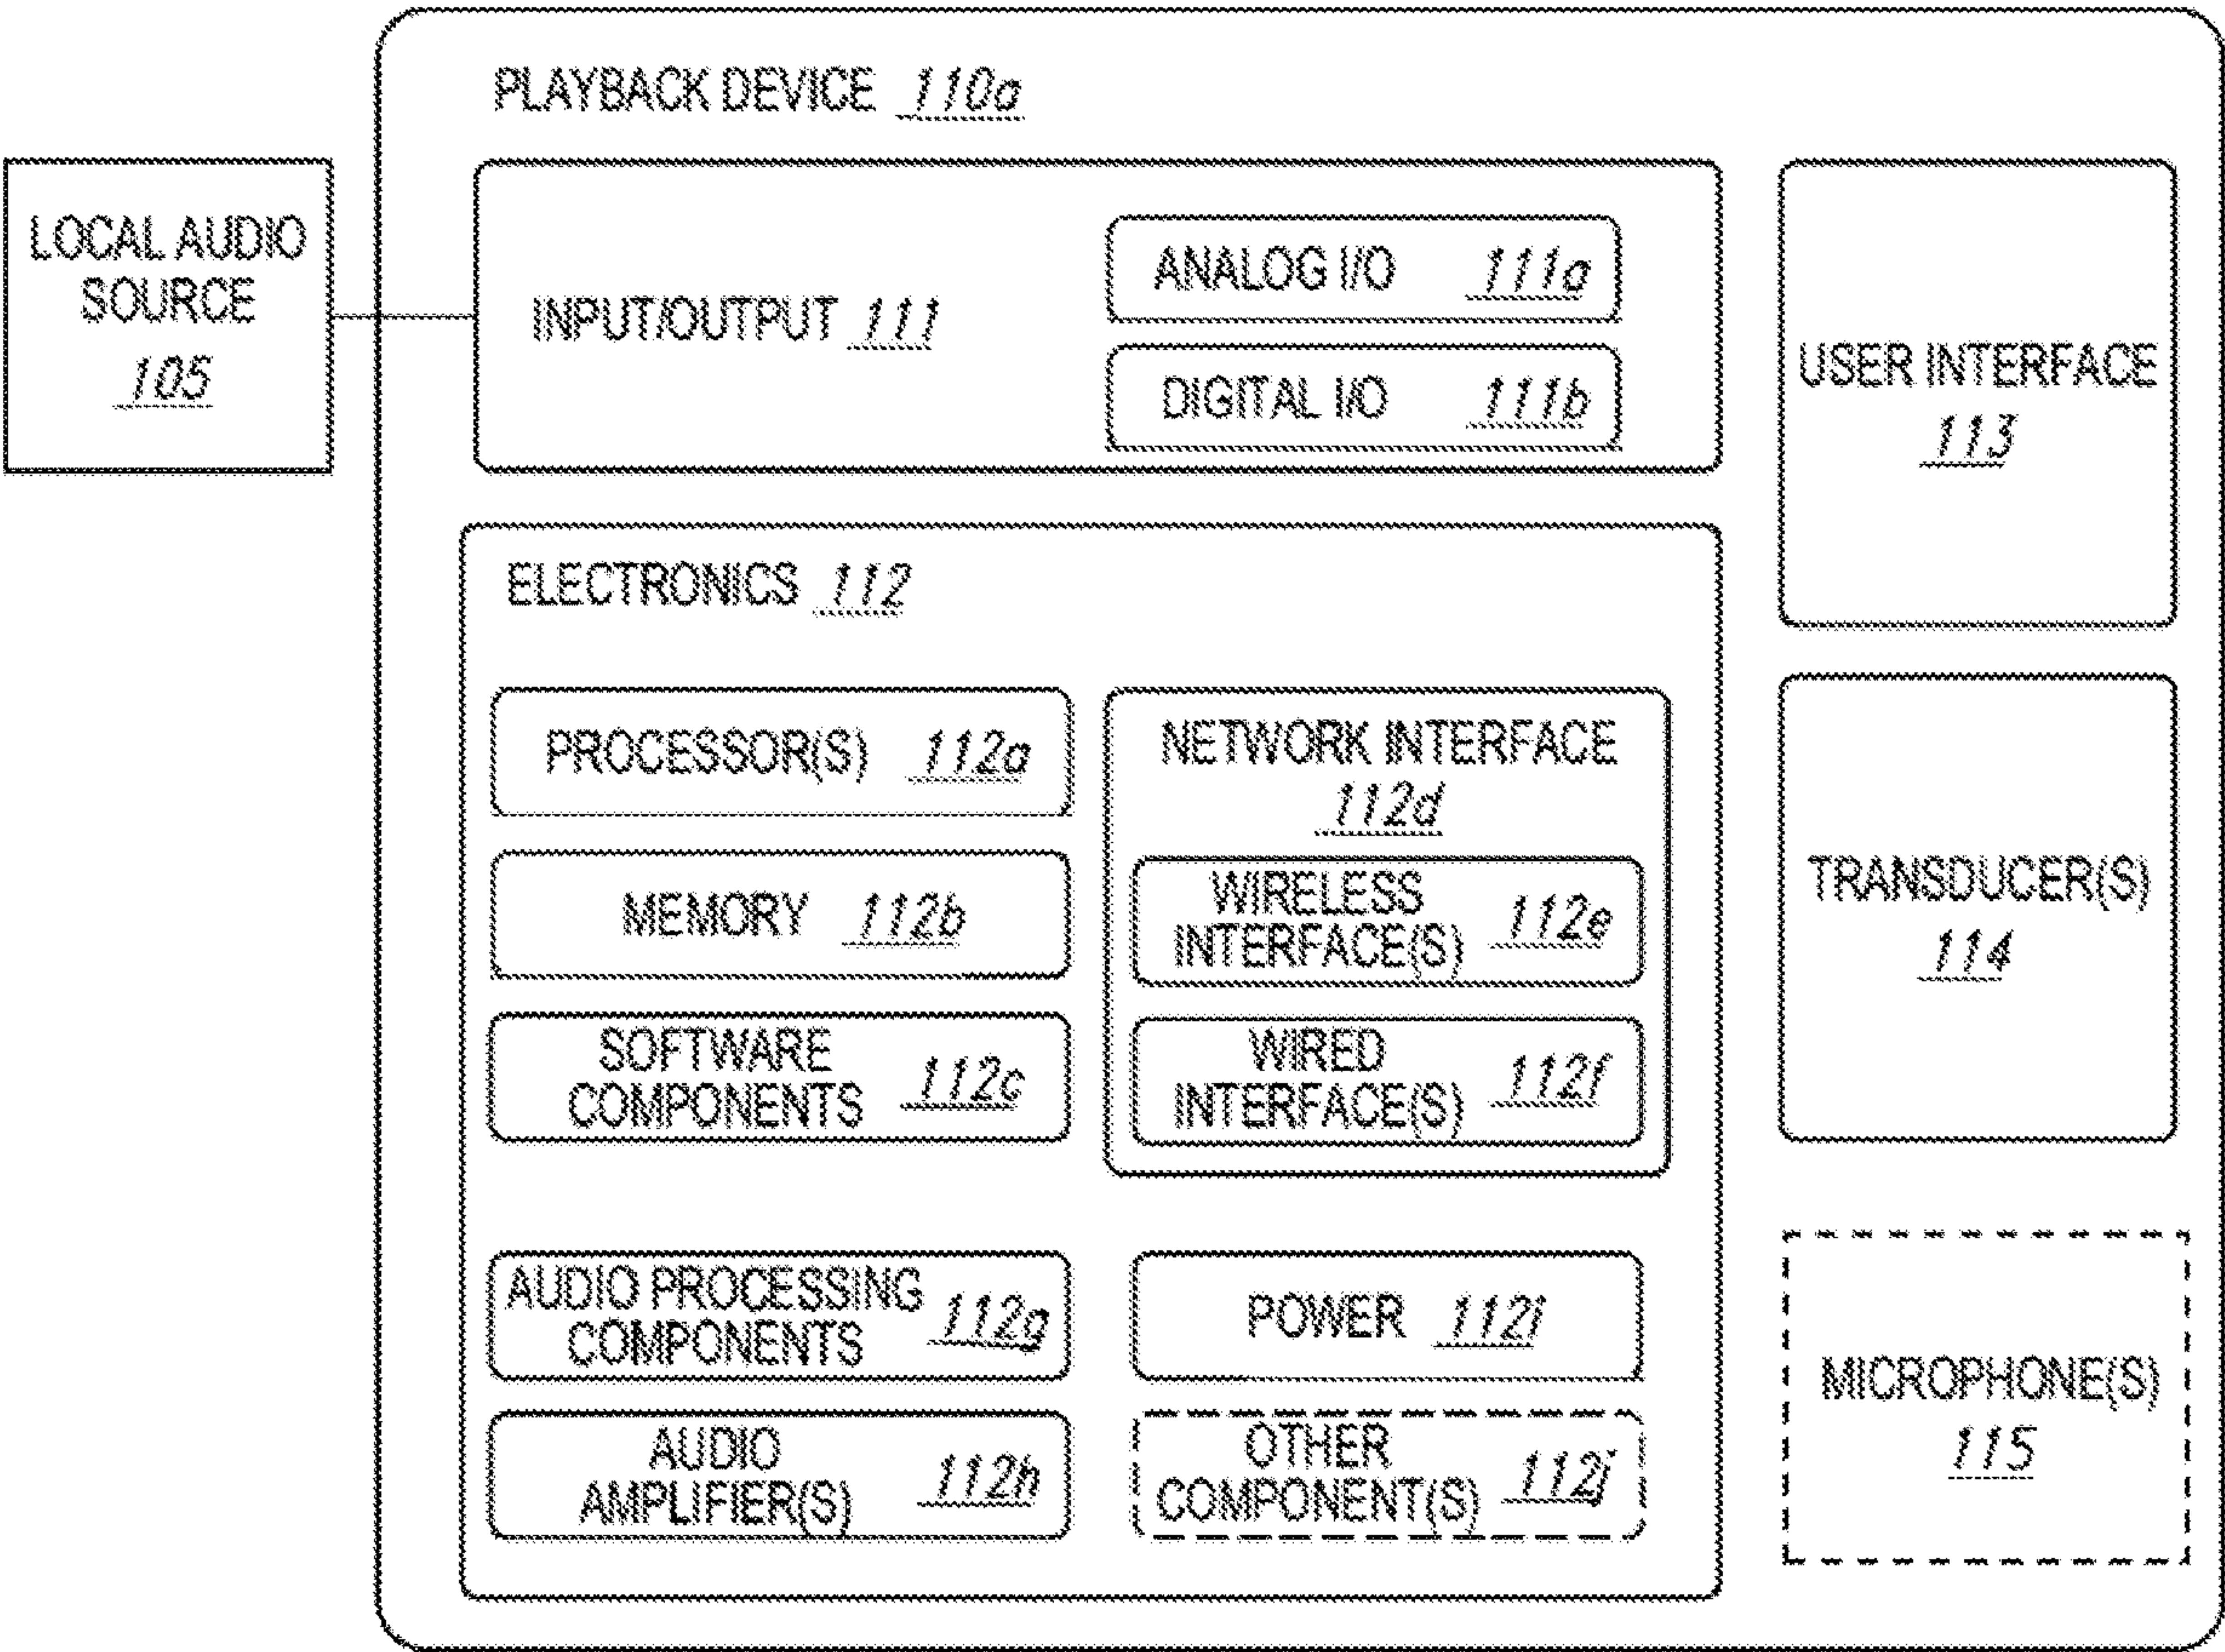 PLAYBACK DEVICE 110a
LOCAL AUDIO
SOURCE
105
INPUT/OUTPUT 111
ANALOG I/O 111a
DIGITAL I/O 111b
USER INTERFACE
113
ELECTRONICS 112
PROCESSOR(S) 112a
MEMORY 112b
SOFTWARE
COMPONENTS 112c
NETWORK INTERFACE
112d
WIRELESS
INTERFACE(S) 112e
WIRED
INTERFACE(S) 112f
TRANSDUCER(S)
114
AUDIO PROCESSING
COMPONENTS 112g
AUDIO
AMPLIFIER(S) 112h
POWER 112i
OTHER
COMPONENT(S) 112j
MICROPHONE(S)
115